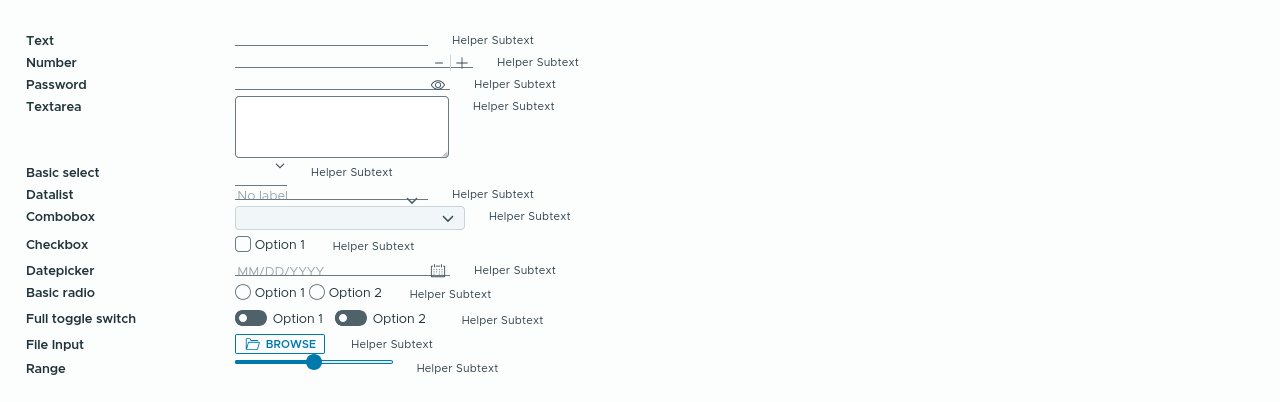 Text Helper Subtext
Number Helper Subtext
Password Helper Subtext
Textarea Helper Subtext
Basic select Helper Subtext
Datalist No label Helper Subtext
Combobox Helper Subtext
Checkbox Option 1 Helper Subtext
Datepicker MM/DD/YYYY Helper Subtext
Basic radio Option 1 Option 2 Helper Subtext
Full toggle switch Option 1 Option 2 Helper Subtext
File Input BROWSE Helper Subtext
Range Helper Subtext